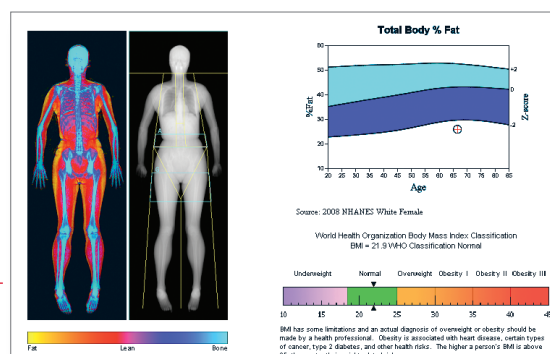 Total Body % Fat
60
50
40
30
20
10
%Fat
+2
0
-2
Z-score
20 25 30 35 40 45 50 55 60 65 70 75 80 85
Age
A
Source: 2008 NHANES White Female
World Health Organization Body Mass Index Classification
BMI = 21.9 WHO Classification Normal
Underweight Normal Overweight Obesity I Obesity II Obesity III
10 15 20 25 30 35 40 45
Fat Lean Bone
BMI has some limitations and an actual diagnosis of overweight or obesity should be
made by a health professional. Obesity is associated with heart disease, certain types
of cancer, type 2 diabetes, and other health risks. The higher a person's BMI is above